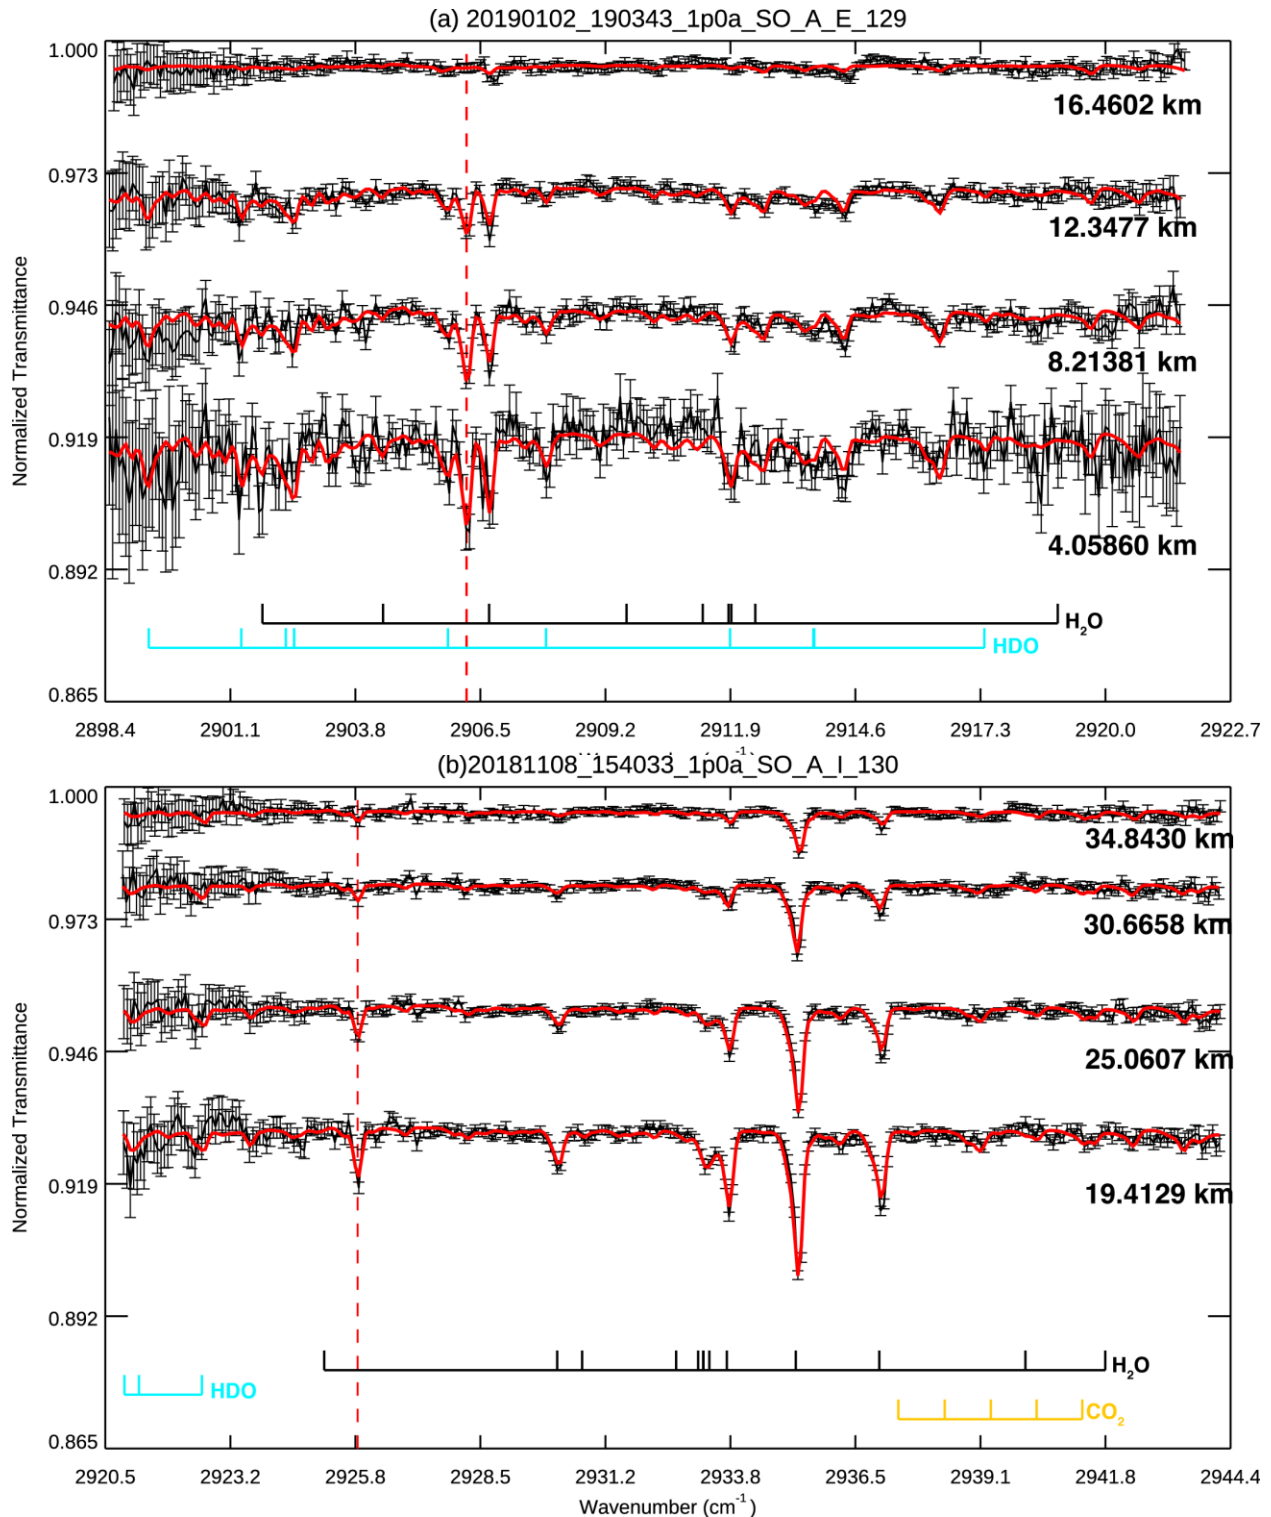 (a) 20190102_190343_1p0a_SO_A_E_129
1.000
16.4602 km
0.973
12.3477 km
0.946
8.21381 km
Normalized Transmittance
0.919
4.05860 km
0.892
H₂O
HDO
0.865
2898.4 2901.1 2903.8 2906.5 2909.2 2911.9 2914.6 2917.3 2920.0 2922.7
(b)20181108_154033_1p0a_SO_A_I_130
1.000
34.8430 km
0.973
30.6658 km
0.946
25.0607 km
Normalized Transmittance
0.919
19.4129 km
0.892
H₂O
HDO
CO₂
0.865
2920.5 2923.2 2925.8 2928.5 2931.2 2933.8 2936.5 2939.1 2941.8 2944.4
Wavenumber (cm⁻¹)